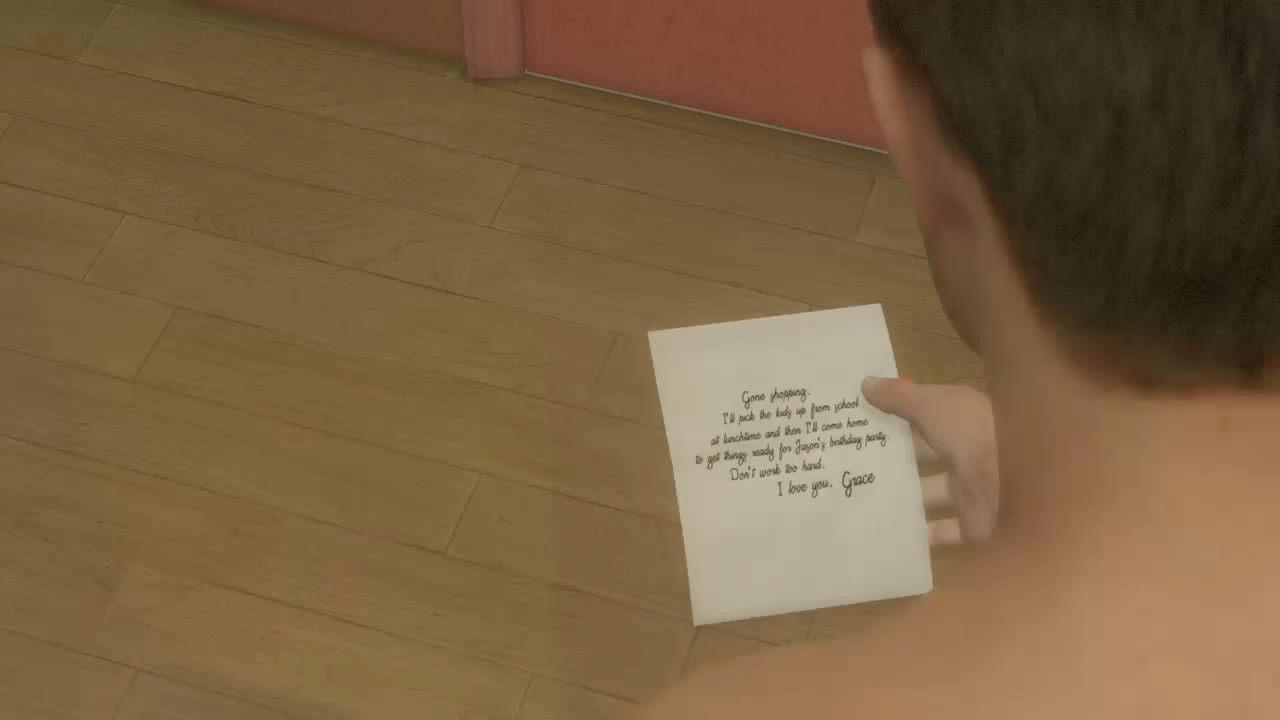 Gone shopping.
I'll pick the kids up from school
at lunchtime and then I'll come home
to get things ready for Jason's birthday party.
Don't work too hard.
I love you. Grace